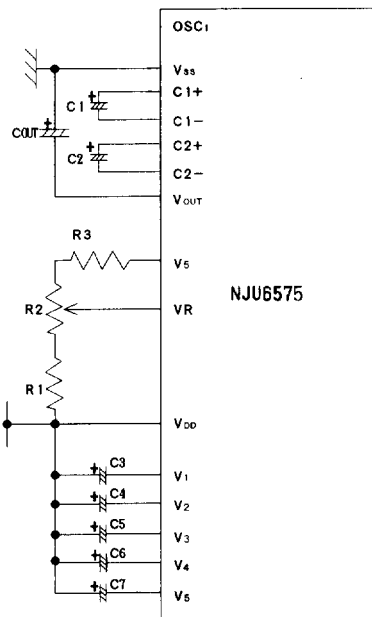 OSC1
Vss
C1+
C1
C1-
COUT
C2+
C2
C2-
VOUT
R3
V5
R2
VR
NJU6575
R1
VDD
C3
V1
C4
V2
C5
V3
C6
V4
C7
V5